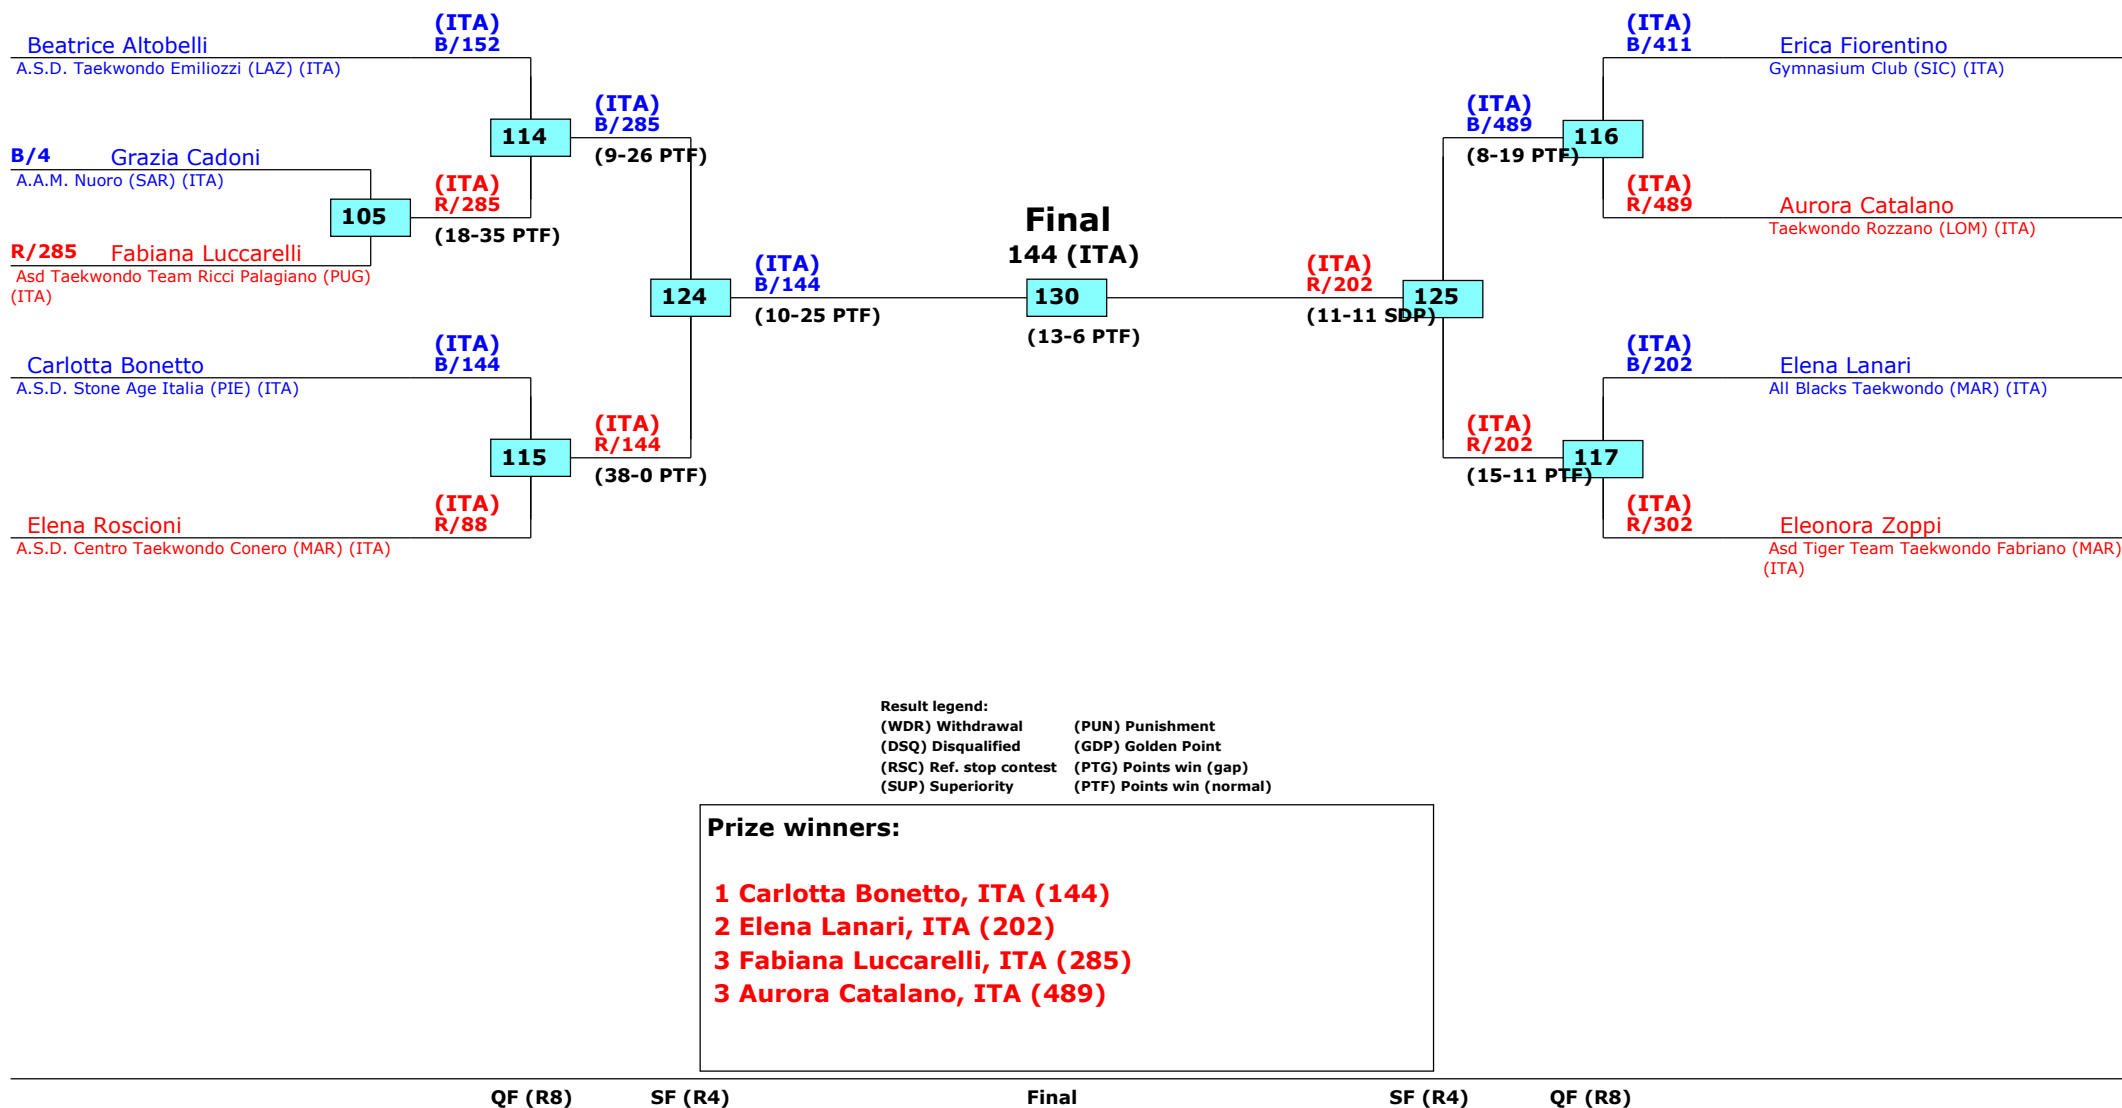 (ITA)
B/152
Beatrice Altobelli
A.S.D. Taekwondo Emiliozzi (LAZ) (ITA)
114
(ITA)
B/285
(9-26 PTF)
B/4 Grazia Cadoni
A.A.M. Nuoro (SAR) (ITA)
105
(ITA)
R/285
(18-35 PTF)
R/285 Fabiana Luccarelli
Asd Taekwondo Team Ricci Palagiano (PUG)
(ITA)
124
(ITA)
B/144
(10-25 PTF)
Carlotta Bonetto
A.S.D. Stone Age Italia (PIE) (ITA)
(ITA)
B/144
115
(ITA)
R/144
(38-0 PTF)
(ITA)
R/88
Elena Roscioni
A.S.D. Centro Taekwondo Conero (MAR) (ITA)
Final
144 (ITA)
130
(13-6 PTF)
(ITA)
R/202
(11-11 SDP)
125
(ITA)
B/489
(8-19 PTF)
116
(ITA)
B/411
Erica Fiorentino
Gymnasium Club (SIC) (ITA)
(ITA)
R/489
Aurora Catalano
Taekwondo Rozzano (LOM) (ITA)
(ITA)
B/202
Elena Lanari
All Blacks Taekwondo (MAR) (ITA)
(ITA)
R/202
(15-11 PTF)
117
(ITA)
R/302
Eleonora Zoppi
Asd Tiger Team Taekwondo Fabriano (MAR)
(ITA)
Result legend:
(WDR) Withdrawal (PUN) Punishment
(DSQ) Disqualified (GDP) Golden Point
(RSC) Ref. stop contest (PTG) Points win (gap)
(SUP) Superiority (PTF) Points win (normal)
Prize winners:
1 Carlotta Bonetto, ITA (144)
2 Elena Lanari, ITA (202)
3 Fabiana Luccarelli, ITA (285)
3 Aurora Catalano, ITA (489)
QF (R8) SF (R4) Final SF (R4) QF (R8)